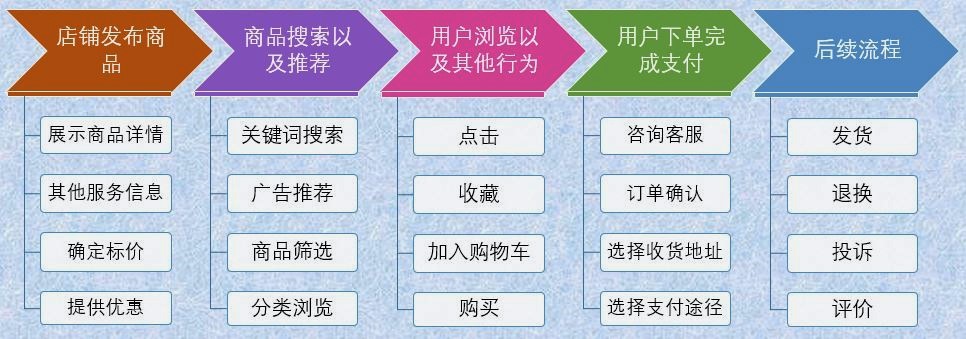 店铺发布商
品
展示商品详情
其他服务信息
确定标价
提供优惠
商品搜索以
及推荐
关键词搜索
广告推荐
商品筛选
分类浏览
用户浏览以
及其他行为
点击
收藏
加入购物车
购买
用户下单完
成支付
咨询客服
订单确认
选择收货地址
选择支付途径
后续流程
发货
退换
投诉
评价